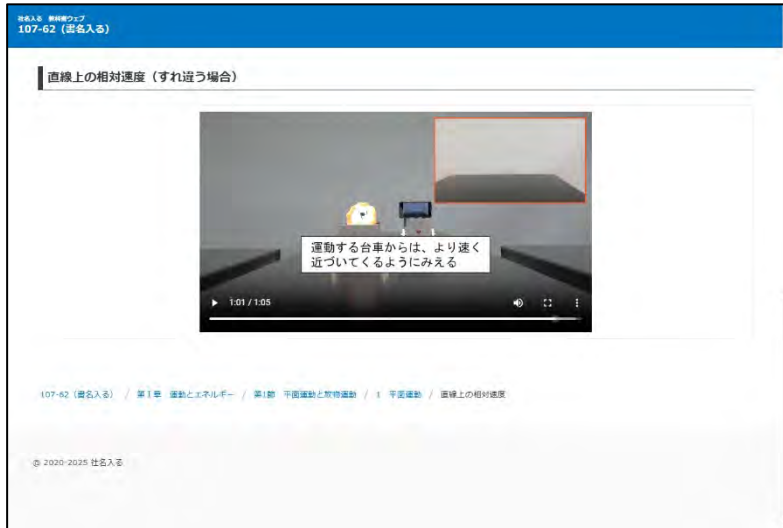 社名入る 教科書ウェブ
107-62 (書名入る)
直線上の相対速度（すれ違う場合）
運動する台車からは、より速く
近づいてくるようにみえる
1:01 / 1:05
107-62（書名入る） / 第Ⅰ章 運動とエネルギー / 第1節 平面運動と放物運動 / 1 平面運動 / 直線上の相対速度
© 2020-2025 社名入る